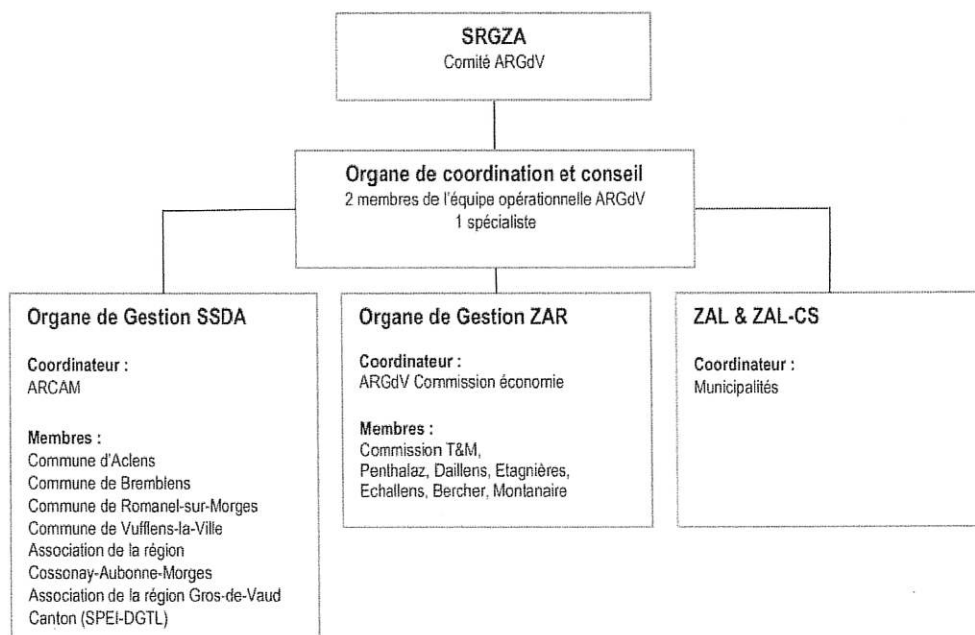 SRGZA
Comité ARGdV
Organe de coordination et conseil
2 membres de l'équipe opérationnelle ARGdV
1 spécialiste
Organe de Gestion SSDA
Coordinateur :
ARCAM
Membres :
Commune d'Aclens
Commune de Bremblens
Commune de Romanel-sur-Morges
Commune de Vufflens-la-Ville
Association de la région
Cossonay-Aubonne-Morges
Association de la région Gros-de-Vaud
Canton (SPEI-DGTL)
Organe de Gestion ZAR
Coordinateur :
ARGdV Commission économie
Membres :
Commission T&M,
Penthalaz, Daillens, Etagnières,
Echallens, Bercher, Montanaire
ZAL & ZAL-CS
Coordinateur :
Municipalités